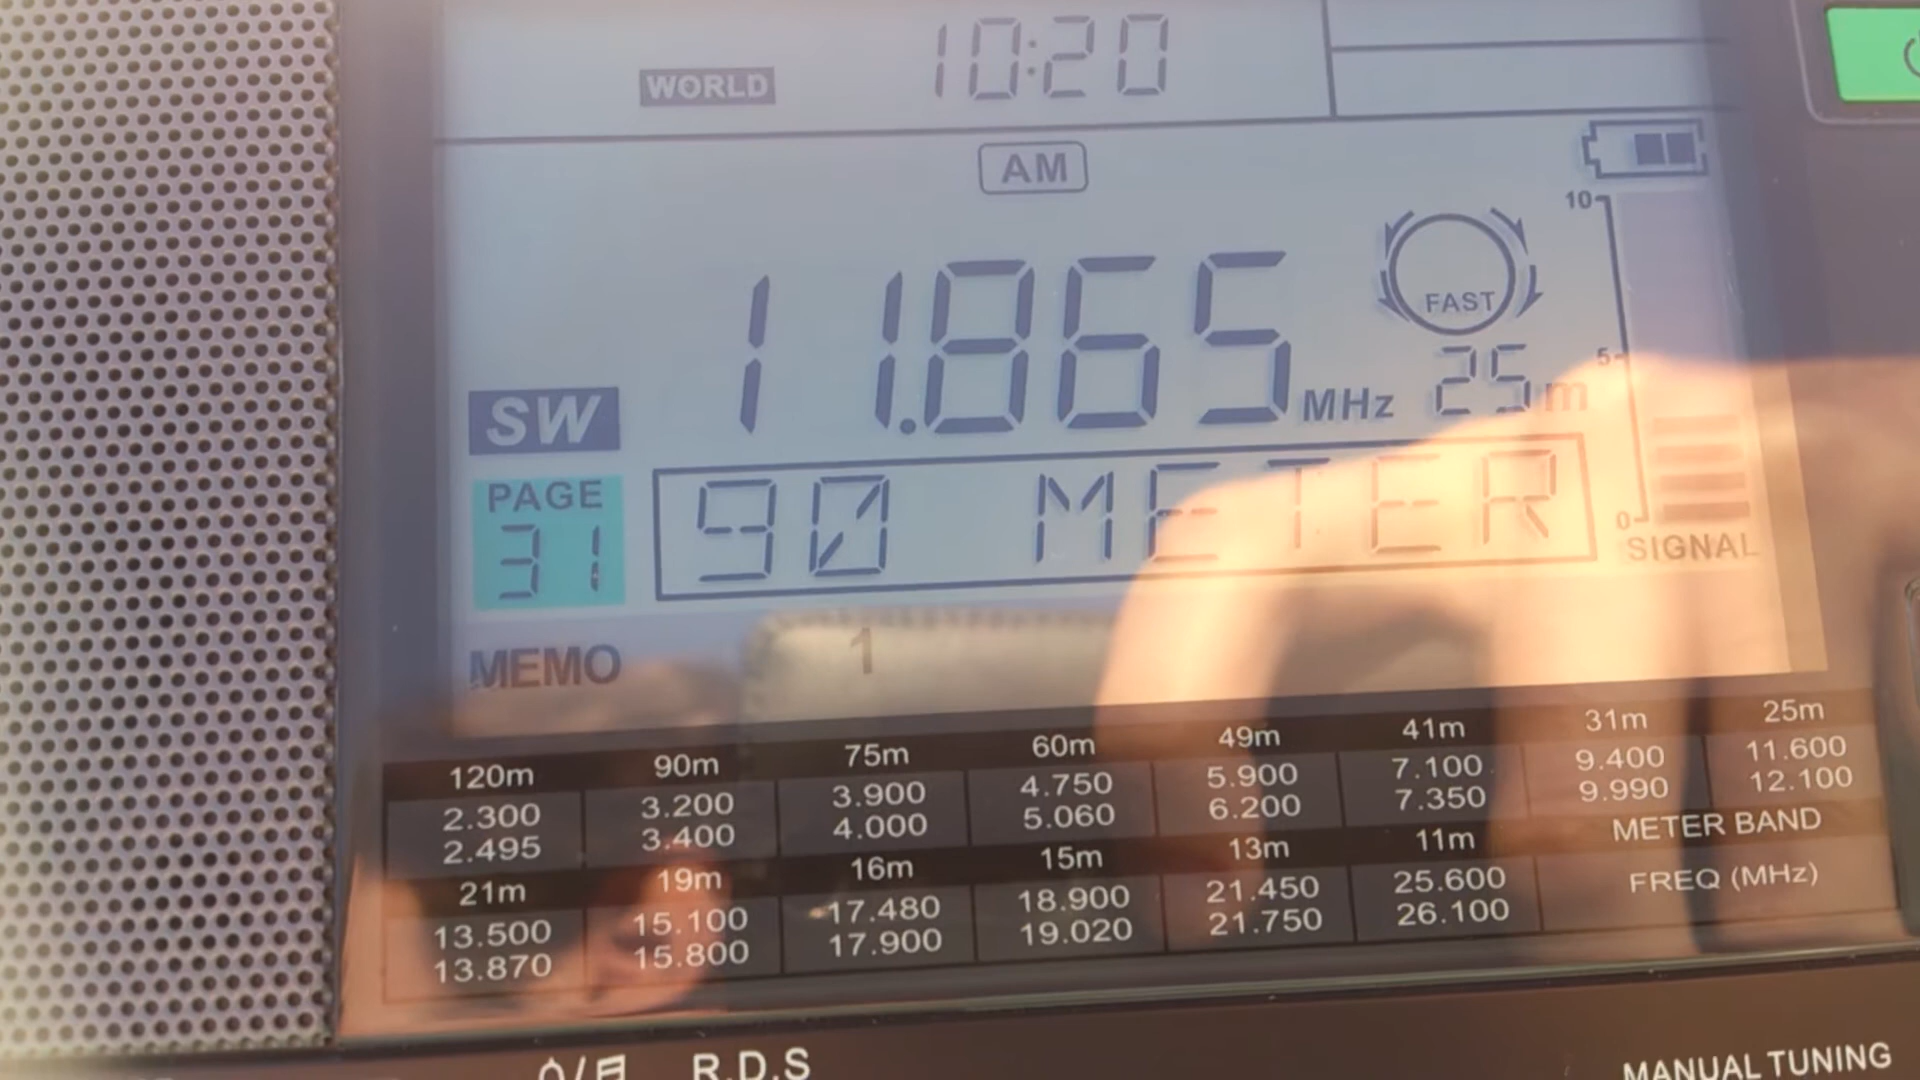 WORLD 10:20
AM
10
FAST
11.865 MHz 25 m
5
SW
PAGE
31
90 METER
0
SIGNAL
MEMO 1
120m 90m 75m 60m 49m 41m 31m 25m
2.300 3.200 3.900 4.750 5.900 7.100 9.400 11.600
2.495 3.400 4.000 5.060 6.200 7.350 9.990 12.100
21m 19m 16m 15m 13m 11m METER BAND
13.500 15.100 17.480 18.900 21.450 25.600 FREQ (MHz)
13.870 15.800 17.900 19.020 21.750 26.100
R.D.S MANUAL TUNING